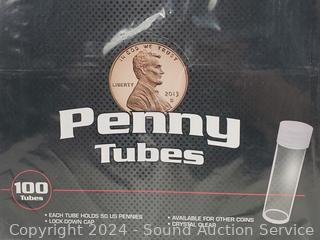 IN GOD WE TRUST
LIBERTY
2013
D
Penny
Tubes
100
Tubes
• EACH TUBE HOLDS 50 US PENNIES
• LOCK-DOWN CAP
• AVAILABLE FOR OTHER COINS
• CRYSTAL CLEAR
Copyright 2024 - Sound Auction Service